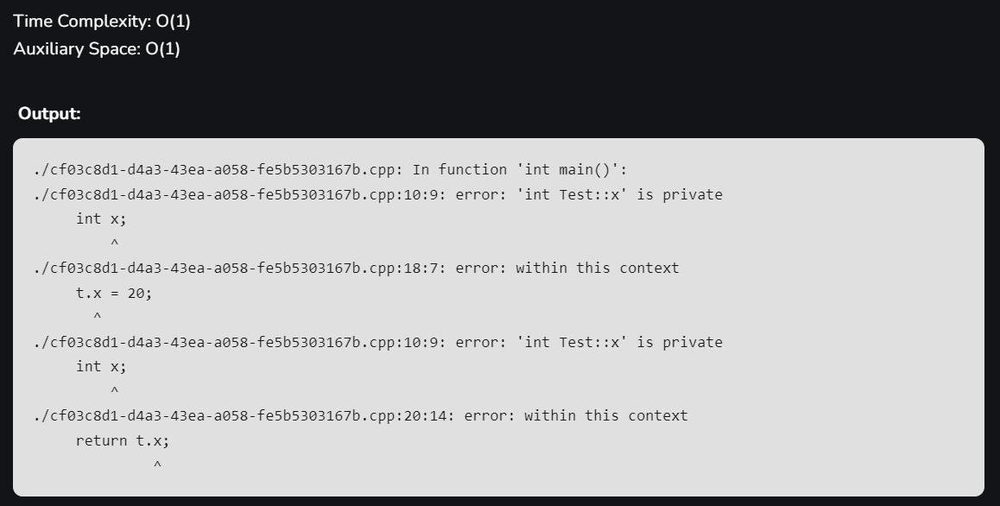 Time Complexity: O(1)
Auxiliary Space: O(1)
Output:
./cf03c8d1-d4a3-43ea-a058-fe5b5303167b.cpp: In function 'int main()':
./cf03c8d1-d4a3-43ea-a058-fe5b5303167b.cpp:10:9: error: 'int Test::x' is private
     int x;
         ^
./cf03c8d1-d4a3-43ea-a058-fe5b5303167b.cpp:18:7: error: within this context
     t.x = 20;
       ^
./cf03c8d1-d4a3-43ea-a058-fe5b5303167b.cpp:10:9: error: 'int Test::x' is private
     int x;
         ^
./cf03c8d1-d4a3-43ea-a058-fe5b5303167b.cpp:20:14: error: within this context
     return t.x;
              ^